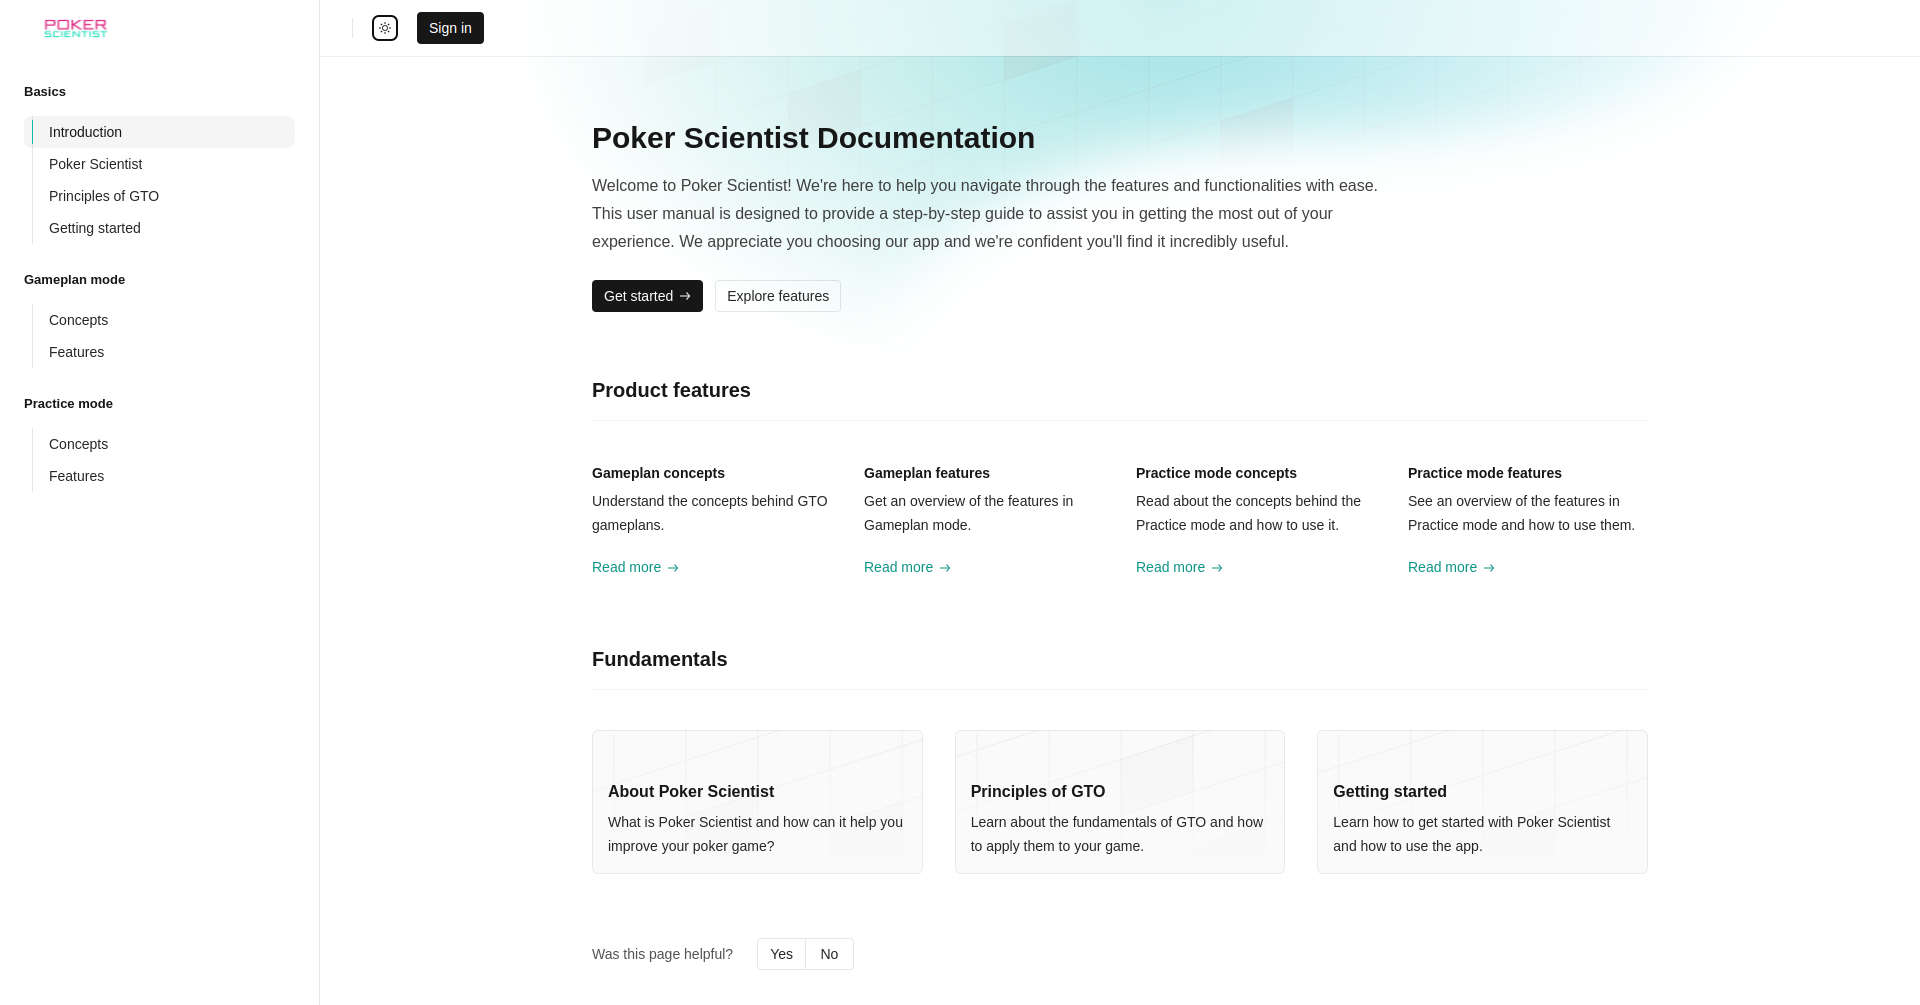 POKER
SCIENTIST
Sign in
Basics
Introduction
Poker Scientist
Principles of GTO
Getting started
Gameplan mode
Concepts
Features
Practice mode
Concepts
Features
Poker Scientist Documentation
Welcome to Poker Scientist! We're here to help you navigate through the features and functionalities with ease.
This user manual is designed to provide a step-by-step guide to assist you in getting the most out of your
experience. We appreciate you choosing our app and we're confident you'll find it incredibly useful.
Get started →
Explore features
Product features
Gameplan concepts
Understand the concepts behind GTO
gameplans.
Read more →
Gameplan features
Get an overview of the features in
Gameplan mode.
Read more →
Practice mode concepts
Read about the concepts behind the
Practice mode and how to use it.
Read more →
Practice mode features
See an overview of the features in
Practice mode and how to use them.
Read more →
Fundamentals
About Poker Scientist
What is Poker Scientist and how can it help you
improve your poker game?
Principles of GTO
Learn about the fundamentals of GTO and how
to apply them to your game.
Getting started
Learn how to get started with Poker Scientist
and how to use the app.
Was this page helpful?
Yes
No